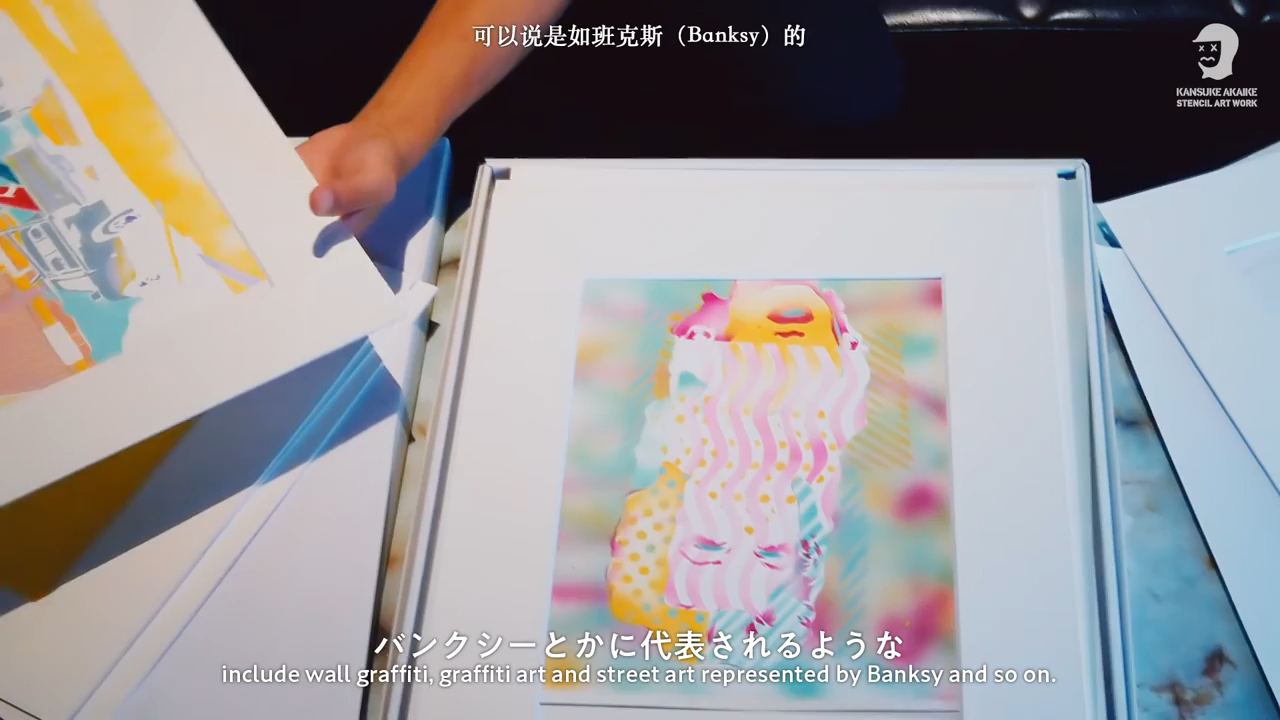 可以说是如班克斯（Banksy）的
KANSUKE AKAIKE
STENCIL ART WORK
バンクシーとかに代表されるような
include wall graffiti, graffiti art and street art represented by Banksy and so on.